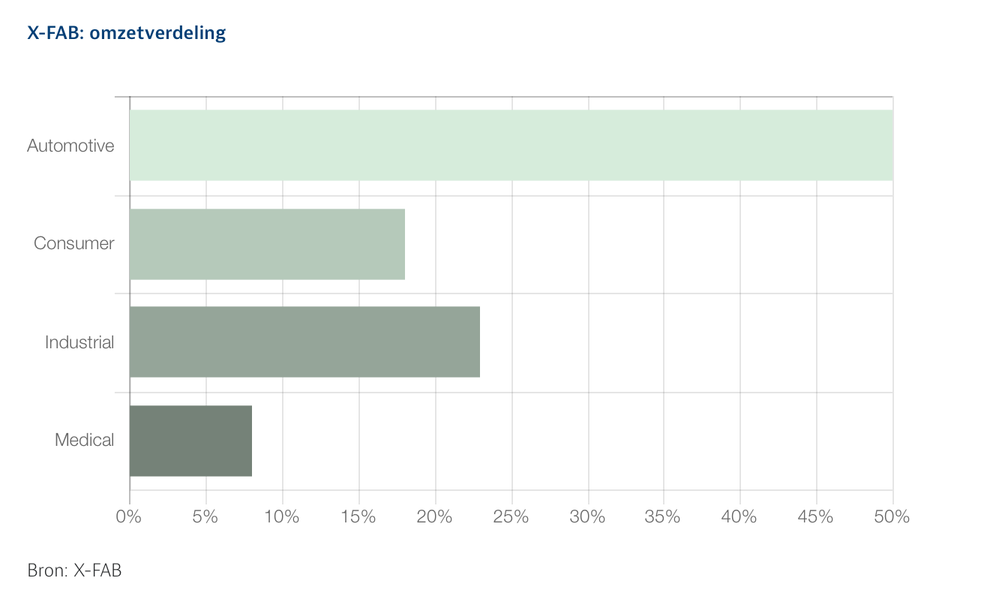 X-FAB: omzetverdeling
Automotive
Consumer
Industrial
Medical
0% 5% 10% 15% 20% 25% 30% 35% 40% 45% 50%
Bron: X-FAB